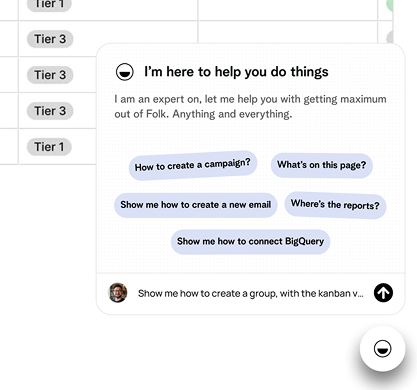 Tier 1
Tier 3
Tier 3
Tier 3
Tier 1
I'm here to help you do things
I am an expert on, let me help you with getting maximum
out of Folk. Anything and everything.
How to create a campaign?
What's on this page?
Show me how to create a new email
Where's the reports?
Show me how to connect BigQuery
Show me how to create a group, with the kanban v...